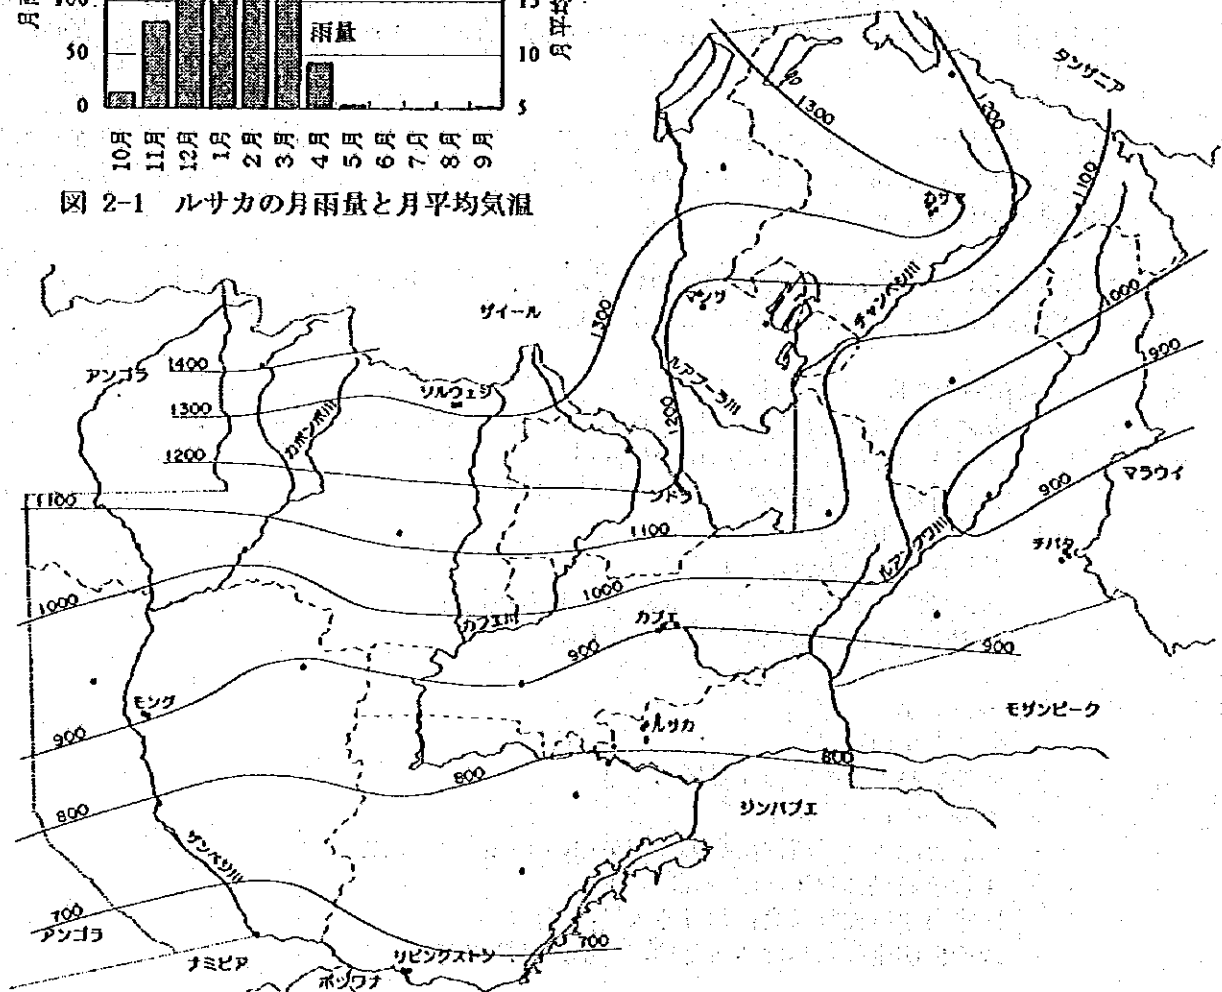 月雨
100
50
0
雨量
15
10
5
月平均
10月
11月
12月
1月
2月
3月
4月
5月
6月
7月
8月
9月
図 2-1 ルサカの月雨量と月平均気温
タンザニア
1300
1200
1100
カサマ
ザイール
1300
マンサ
チャンベシ川
1000
900
アンゴラ
1400
ソルウェジ
ルアプーラ川
1300
カボンポ川
1200
1200
ンドラ
900
マラウイ
1100
1100
ルアングワ川
チパタ
1000
1000
カフエ川
カブエ
900
900
モング
ルサカ
モザンビーク
900
800
800
800
ジンバブエ
ザンベジ川
700
アンゴラ
700
ナミビア
リビングストン
ボツワナ